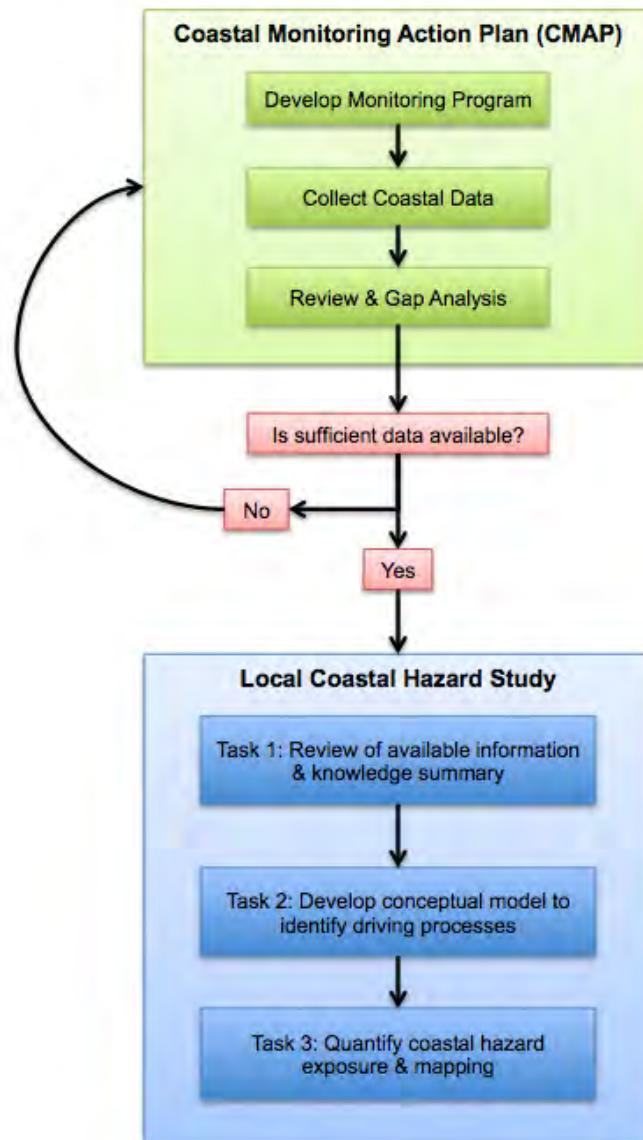 Coastal Monitoring Action Plan (CMAP)
Develop Monitoring Program
Collect Coastal Data
Review & Gap Analysis
Is sufficient data available?
No
Yes
Local Coastal Hazard Study
Task 1: Review of available information
& knowledge summary
Task 2: Develop conceptual model to
identify driving processes
Task 3: Quantify coastal hazard
exposure & mapping